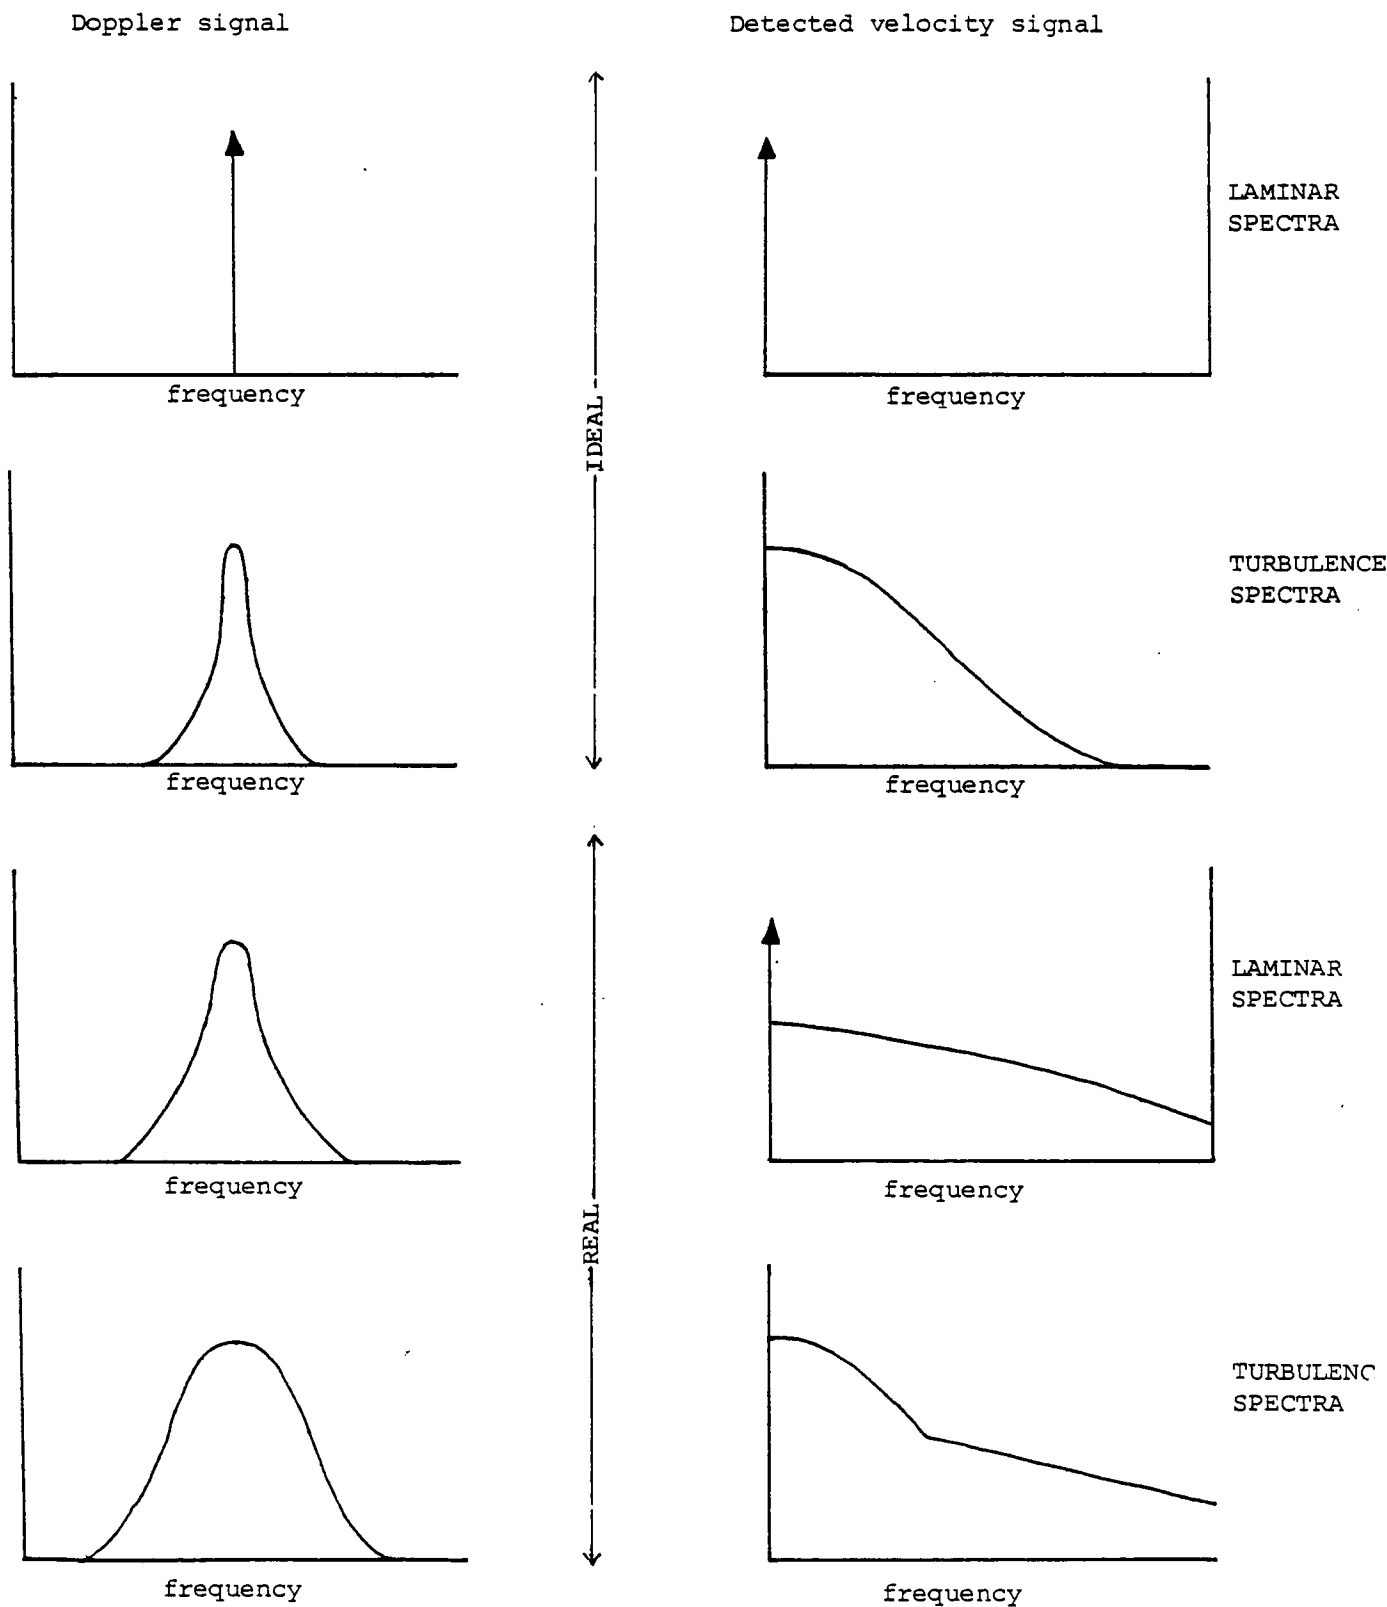 Doppler signal
Detected velocity signal
LAMINAR
SPECTRA
frequency
frequency
IDEAL
TURBULENCE
SPECTRA
frequency
frequency
LAMINAR
SPECTRA
frequency
frequency
REAL
TURBULENC
SPECTRA
frequency
frequency